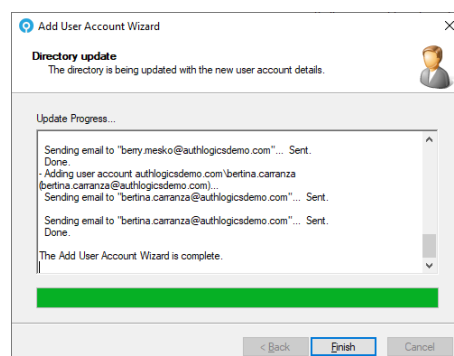 Add User Account Wizard
Directory update
The directory is being updated with the new user account details.
Update Progress...
Sending email to "berry.mesko@authlogicsdemo.com"... Sent.
Done.
- Adding user account authlogicsdemo.com\bertina.carranza
(bertina.carranza@authlogicsdemo.com)...
Sending email to "bertina.carranza@authlogicsdemo.com"... Sent.
Sending email to "bertina.carranza@authlogicsdemo.com"... Sent.
Done.
The Add User Account Wizard is complete.
< Back Finish Cancel